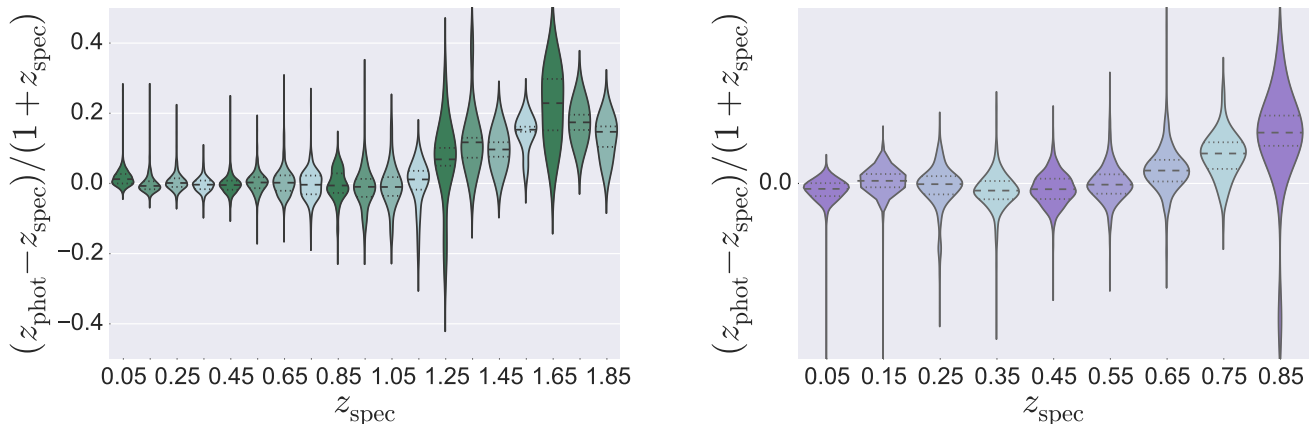 (z_phot − z_spec)/(1 + z_spec)
0.4
0.2
0.0
−0.2
−0.4
0.05 0.25 0.45 0.65 0.85 1.05 1.25 1.45 1.65 1.85
z_spec
(z_phot − z_spec)/(1 + z_spec)
0.0
0.05 0.15 0.25 0.35 0.45 0.55 0.65 0.75 0.85
z_spec